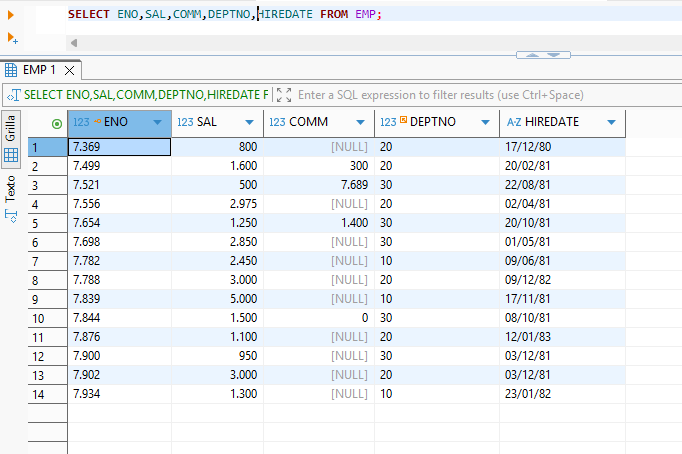 SELECT ENO,SAL,COMM,DEPTNO,HIREDATE FROM EMP;
EMP 1
SELECT ENO,SAL,COMM,DEPTNO,HIREDATE F Enter a SQL expression to filter results (use Ctrl+Space)
Grilla
Texto
123 ENO 123 SAL 123 COMM 123 DEPTNO A-Z HIREDATE
1 7.369 800 [NULL] 20 17/12/80
2 7.499 1.600 300 20 20/02/81
3 7.521 500 7.689 30 22/08/81
4 7.556 2.975 [NULL] 20 02/04/81
5 7.654 1.250 1.400 30 20/10/81
6 7.698 2.850 [NULL] 30 01/05/81
7 7.782 2.450 [NULL] 10 09/06/81
8 7.788 3.000 [NULL] 20 09/12/82
9 7.839 5.000 [NULL] 10 17/11/81
10 7.844 1.500 0 30 08/10/81
11 7.876 1.100 [NULL] 20 12/01/83
12 7.900 950 [NULL] 30 03/12/81
13 7.902 3.000 [NULL] 20 03/12/81
14 7.934 1.300 [NULL] 10 23/01/82